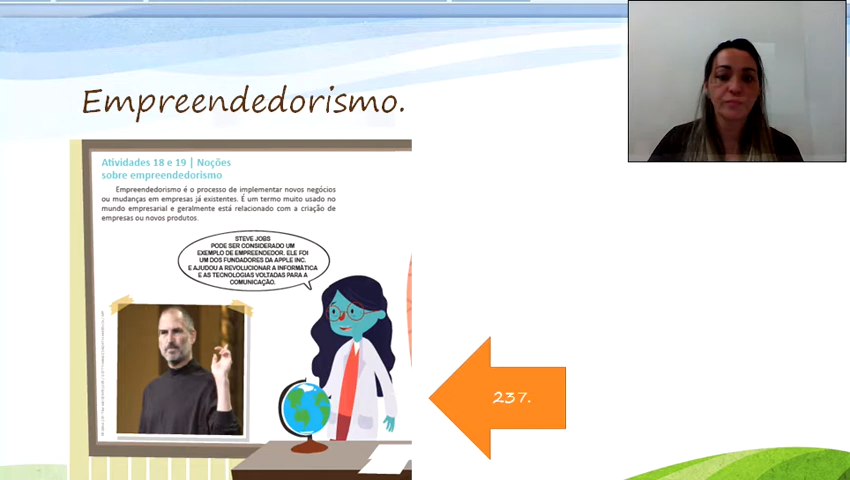 Empreendedorismo.
Atividades 18 e 19 | Noções
sobre empreendedorismo
Empreendedorismo é o processo de implementar novos negócios
ou mudanças em empresas já existentes. É um termo muito usado no
mundo empresarial e geralmente está relacionado com a criação de
empresas ou novos produtos.
STEVE JOBS
PODE SER CONSIDERADO UM
EXEMPLO DE EMPREENDEDOR. ELE FOI
UM DOS FUNDADORES DA APPLE INC.
E AJUDOU A REVOLUCIONAR A INFORMÁTICA
E AS TECNOLOGIAS VOLTADAS PARA A
COMUNICAÇÃO.
237.